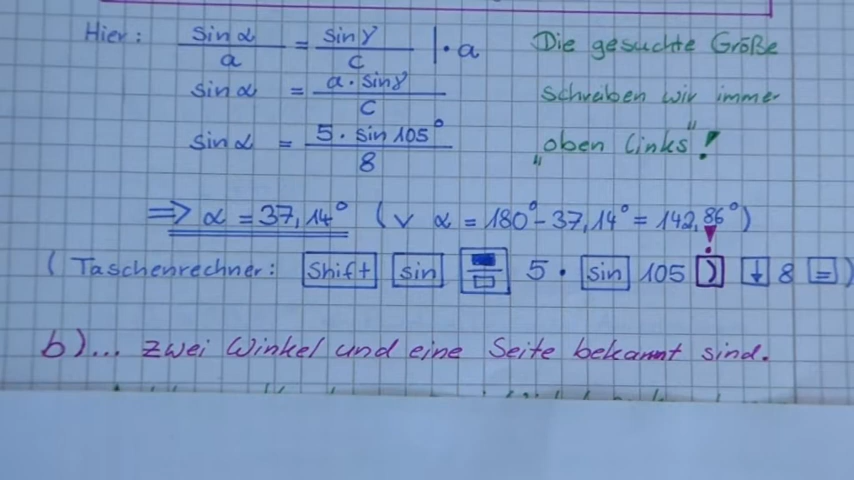 Hier: sin α / a = sin γ / c | · a Die gesuchte Größe
sin α = a · sin γ / c schreiben wir immer
sin α = 5 · sin 105° / 8 „oben links"!
⇒ α = 37,14° (∨ α = 180° - 37,14° = 142,86°)
(Taschenrechner: Shift sin ■/□ 5 · sin 105 ) ↓ 8 =)
b)... zwei Winkel und eine Seite bekannt sind.